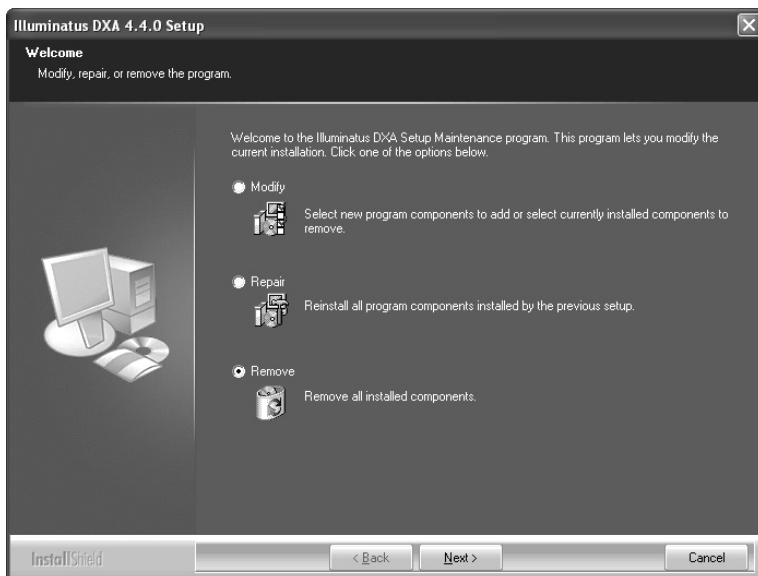 Illuminatus DXA 4.4.0 Setup
Welcome
Modify, repair, or remove the program.
Welcome to the Illuminatus DXA Setup Maintenance program. This program lets you modify the
current installation. Click one of the options below.
Modify
Select new program components to add or select currently installed components to
remove.
Repair
Reinstall all program components installed by the previous setup.
Remove
Remove all installed components.
InstallShield
< Back
Next >
Cancel